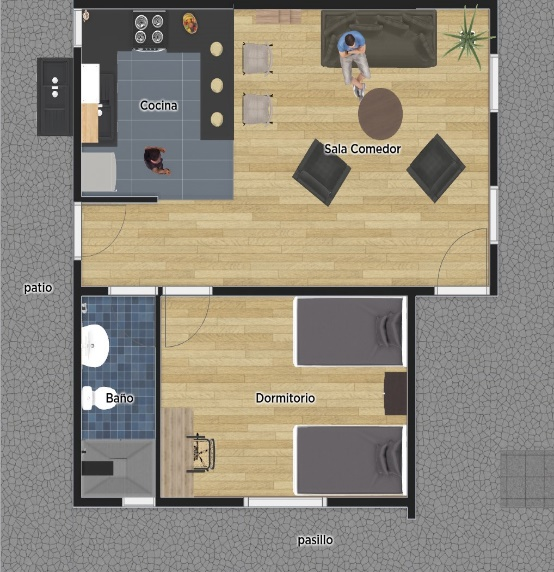 Cocina
Sala Comedor
patio
Baño
Dormitorio
pasillo